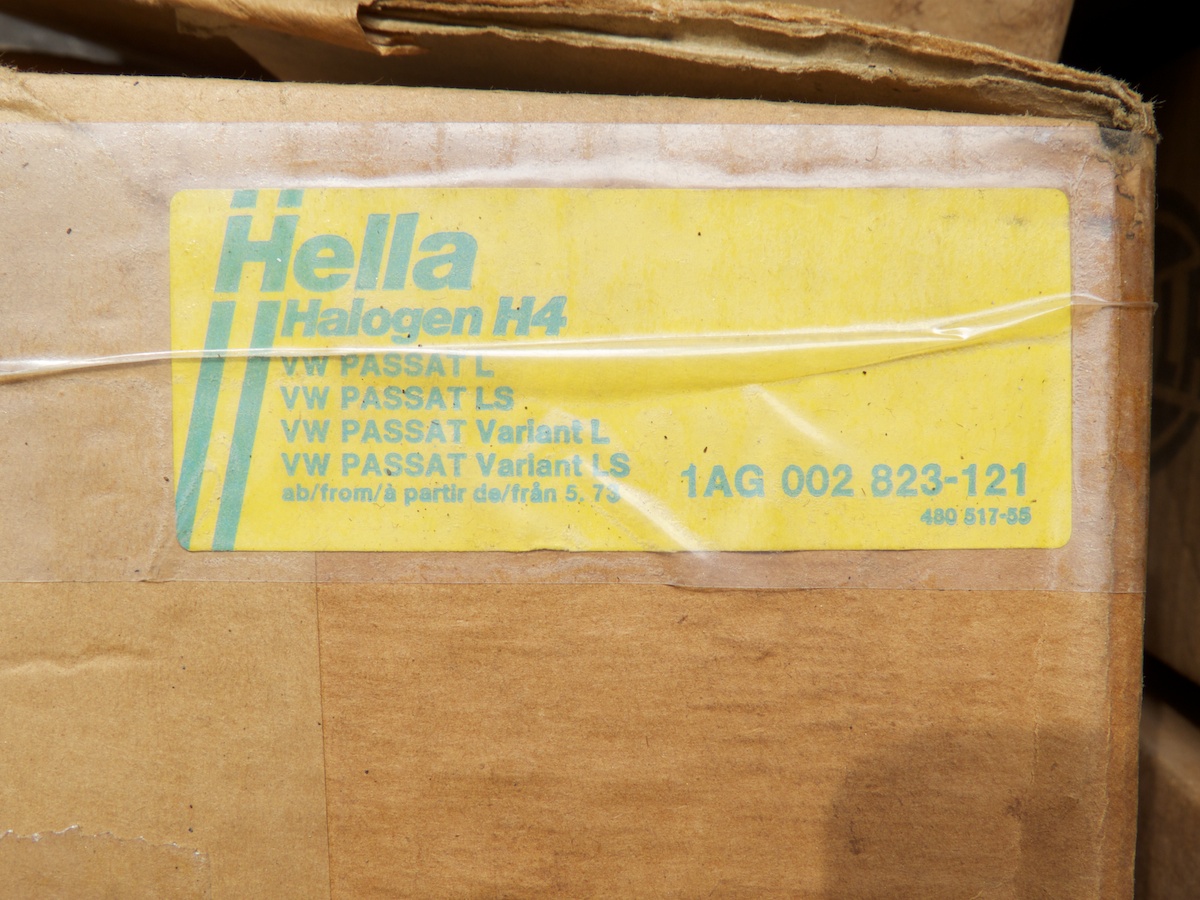 Hella
Halogen H4
VW PASSAT L
VW PASSAT LS
VW PASSAT Variant L
VW PASSAT Variant LS
ab/from/à partir de/från 5. 73
1AG 002 823-121
480 517-55